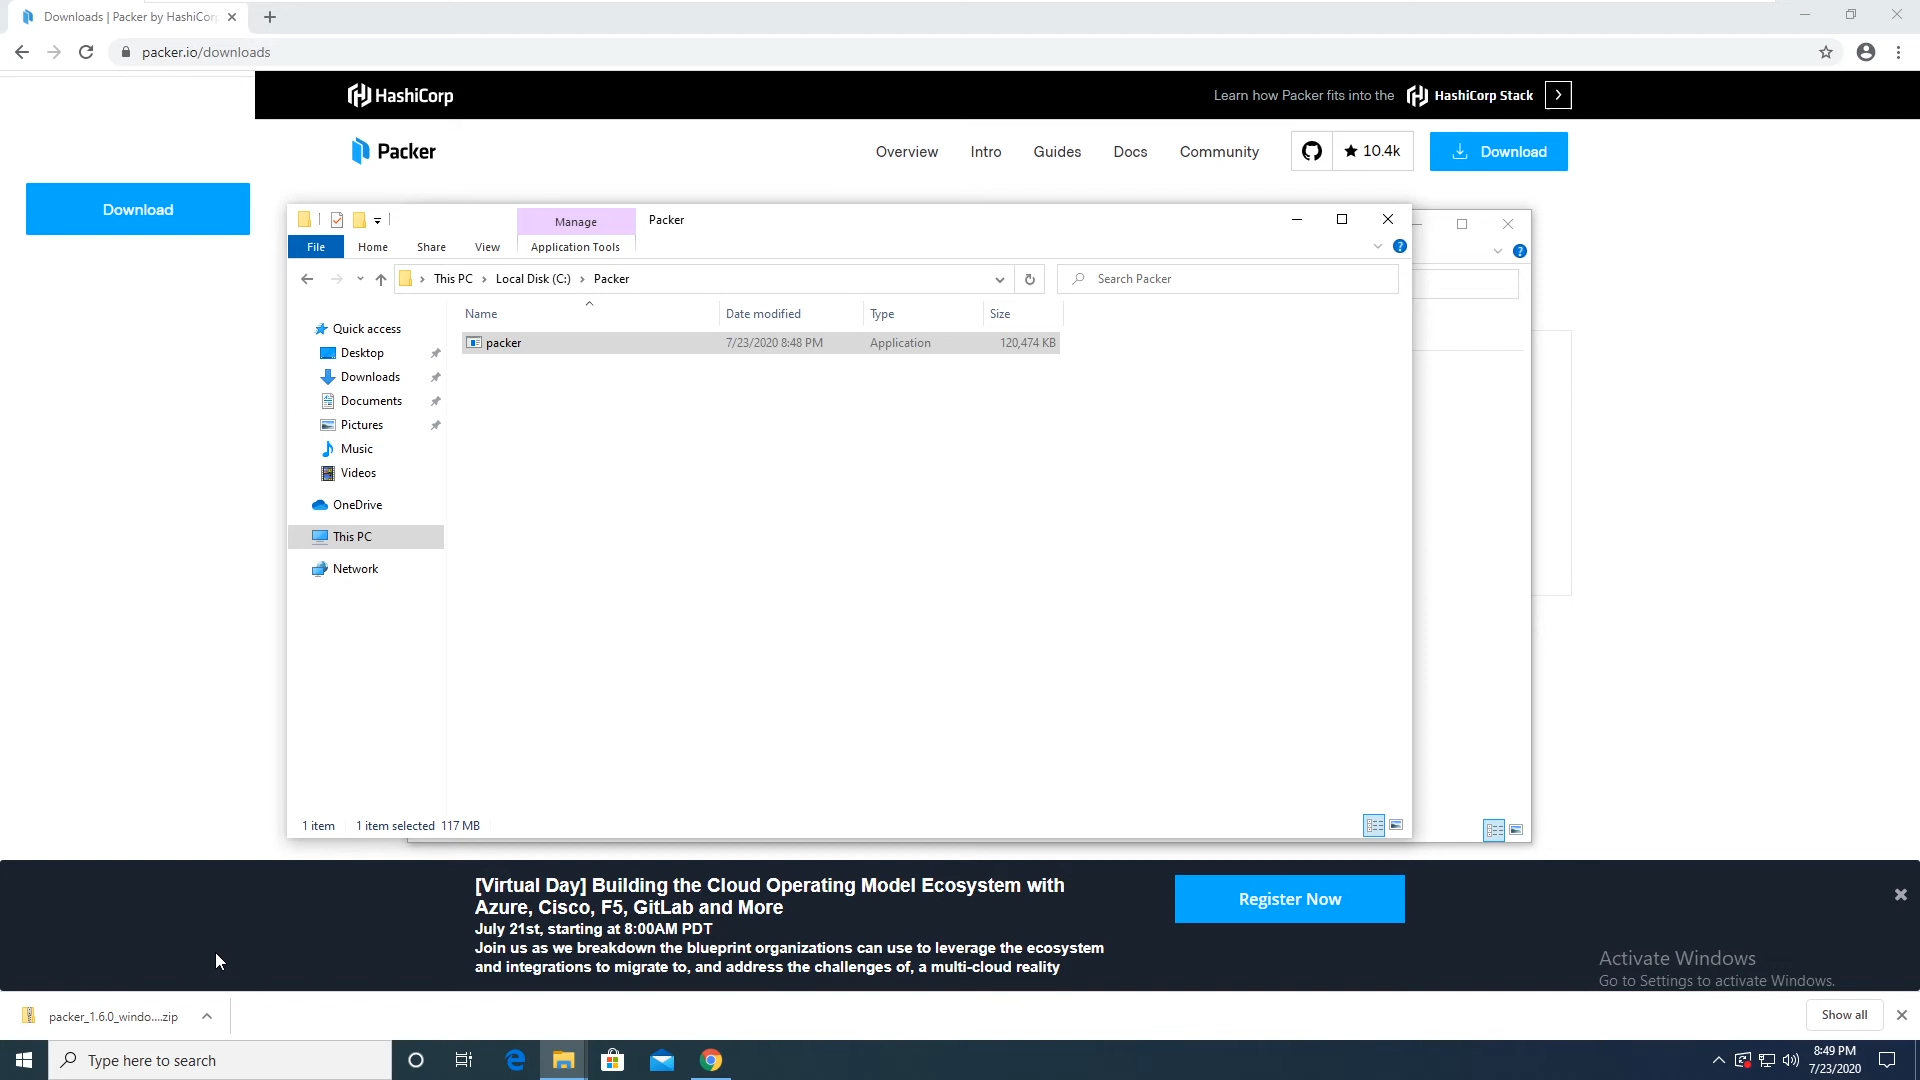 Downloads | Packer by HashiCor
packer.io/downloads
HashiCorp
Learn how Packer fits into the HashiCorp Stack
Packer
Overview
Intro
Guides
Docs
Community
10.4k
Download
Download
Manage
Packer
File
Home
Share
View
Application Tools
This PC
Local Disk (C:)
Packer
Search Packer
Name
Date modified
Type
Size
packer
7/23/2020 8:48 PM
Application
120,474 KB
Quick access
Desktop
Downloads
Documents
Pictures
Music
Videos
OneDrive
This PC
Network
1 item
1 item selected 117 MB
[Virtual Day] Building the Cloud Operating Model Ecosystem with
Azure, Cisco, F5, GitLab and More
July 21st, starting at 8:00AM PDT
Join us as we breakdown the blueprint organizations can use to leverage the ecosystem
and integrations to migrate to, and address the challenges of, a multi-cloud reality
Register Now
Activate Windows
Go to Settings to activate Windows.
packer_1.6.0_windo....zip
Show all
Type here to search
8:49 PM
7/23/2020